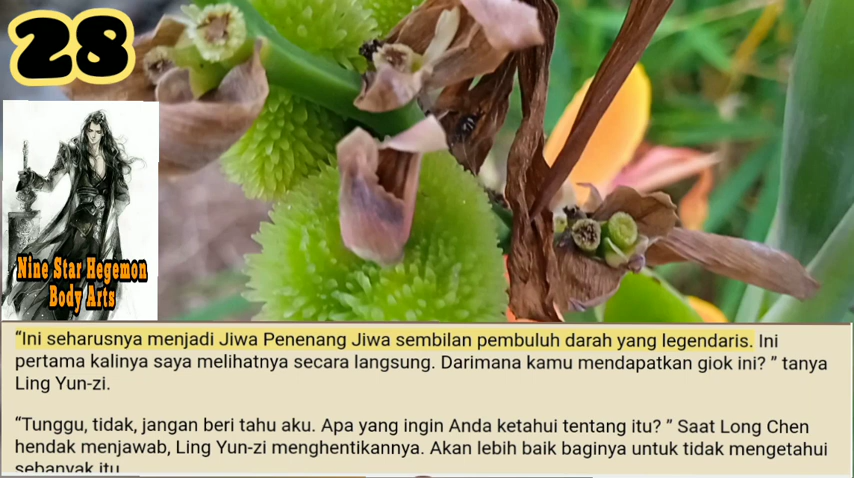 28
Nine Star Hegemon
Body Arts
“Ini seharusnya menjadi Jiwa Penenang Jiwa sembilan pembuluh darah yang legendaris. Ini
pertama kalinya saya melihatnya secara langsung. Darimana kamu mendapatkan giok ini? ” tanya
Ling Yun-zi.
“Tunggu, tidak, jangan beri tahu aku. Apa yang ingin Anda ketahui tentang itu? ” Saat Long Chen
hendak menjawab, Ling Yun-zi menghentikannya. Akan lebih baik baginya untuk tidak mengetahui
sebanyak itu